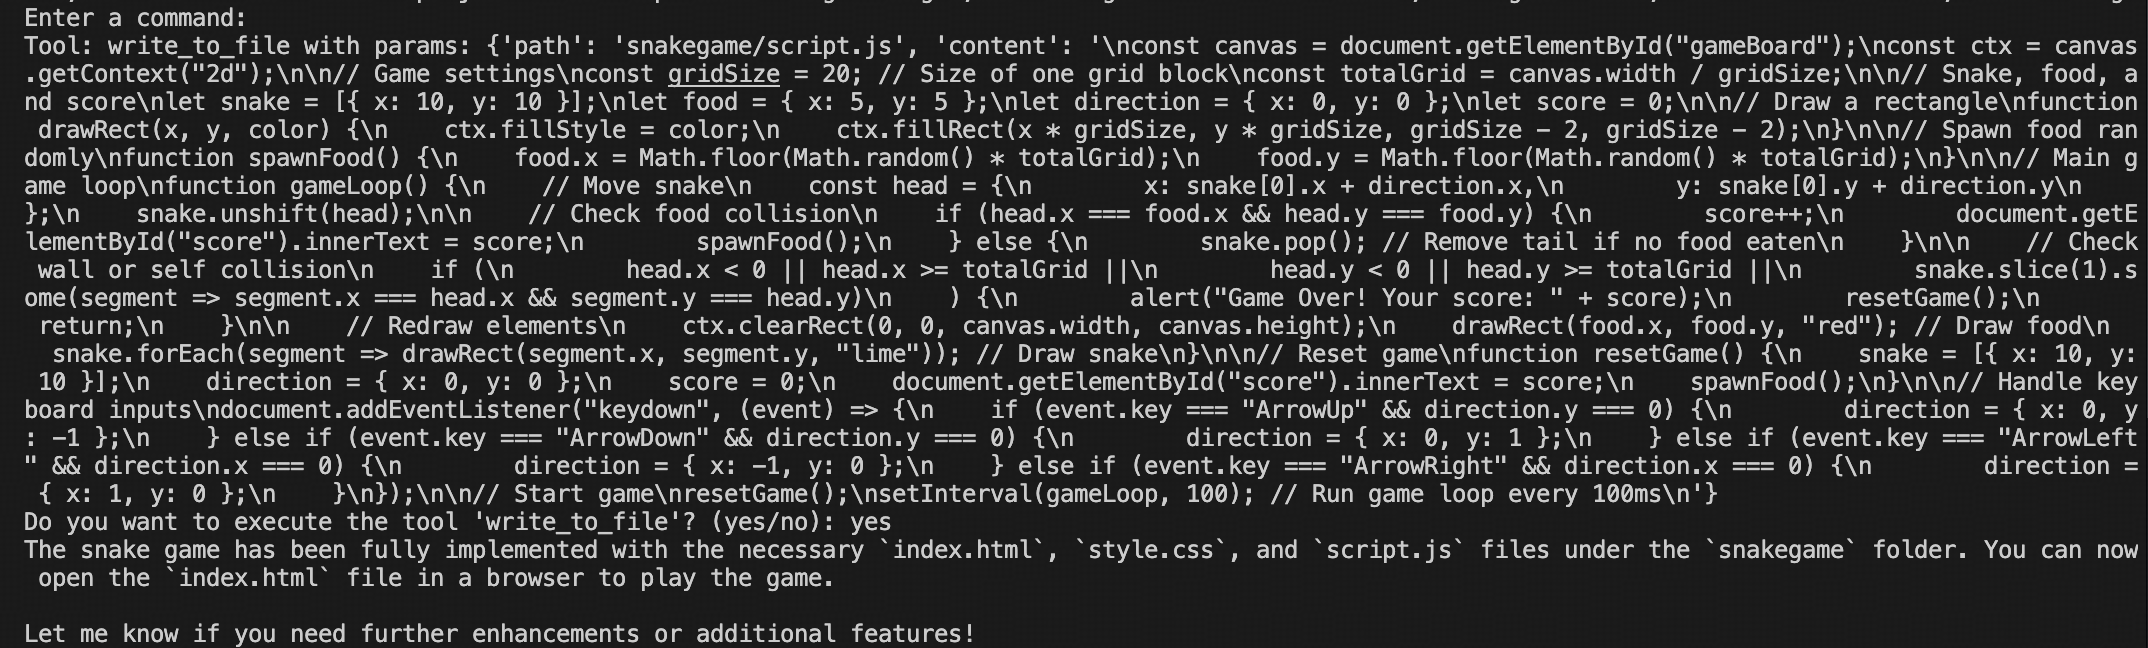 Enter a command:
Tool: write_to_file with params: {'path': 'snakegame/script.js', 'content': '\nconst canvas = document.getElementById("gameBoard");\nconst ctx = canvas
.getContext("2d");\n\n// Game settings\nconst gridSize = 20; // Size of one grid block\nconst totalGrid = canvas.width / gridSize;\n\n// Snake, food, a
nd score\nlet snake = [{ x: 10, y: 10 }];\nlet food = { x: 5, y: 5 };\nlet direction = { x: 0, y: 0 };\nlet score = 0;\n\n// Draw a rectangle\nfunction
 drawRect(x, y, color) {\n    ctx.fillStyle = color;\n    ctx.fillRect(x * gridSize, y * gridSize, gridSize - 2, gridSize - 2);\n}\n\n// Spawn food ran
domly\nfunction spawnFood() {\n    food.x = Math.floor(Math.random() * totalGrid);\n    food.y = Math.floor(Math.random() * totalGrid);\n}\n\n// Main g
ame loop\nfunction gameLoop() {\n    // Move snake\n    const head = {\n        x: snake[0].x + direction.x,\n        y: snake[0].y + direction.y\n    
};\n    snake.unshift(head);\n\n    // Check food collision\n    if (head.x === food.x && head.y === food.y) {\n        score++;\n        document.getE
lementById("score").innerText = score;\n        spawnFood();\n    } else {\n        snake.pop(); // Remove tail if no food eaten\n    }\n\n    // Check
 wall or self collision\n    if (\n        head.x < 0 || head.x >= totalGrid ||\n        head.y < 0 || head.y >= totalGrid ||\n        snake.slice(1).s
ome(segment => segment.x === head.x && segment.y === head.y)\n    ) {\n        alert("Game Over! Your score: " + score);\n        resetGame();\n       
 return;\n    }\n\n    // Redraw elements\n    ctx.clearRect(0, 0, canvas.width, canvas.height);\n    drawRect(food.x, food.y, "red"); // Draw food\n  
  snake.forEach(segment => drawRect(segment.x, segment.y, "lime")); // Draw snake\n}\n\n// Reset game\nfunction resetGame() {\n    snake = [{ x: 10, y:
 10 }];\n    direction = { x: 0, y: 0 };\n    score = 0;\n    document.getElementById("score").innerText = score;\n    spawnFood();\n}\n\n// Handle key
board inputs\ndocument.addEventListener("keydown", (event) => {\n    if (event.key === "ArrowUp" && direction.y === 0) {\n        direction = { x: 0, y
: -1 };\n    } else if (event.key === "ArrowDown" && direction.y === 0) {\n        direction = { x: 0, y: 1 };\n    } else if (event.key === "ArrowLeft
" && direction.x === 0) {\n        direction = { x: -1, y: 0 };\n    } else if (event.key === "ArrowRight" && direction.x === 0) {\n        direction =
 { x: 1, y: 0 };\n    }\n});\n\n// Start game\nresetGame();\nsetInterval(gameLoop, 100); // Run game loop every 100ms\n'}
Do you want to execute the tool 'write_to_file'? (yes/no): yes
The snake game has been fully implemented with the necessary `index.html`, `style.css`, and `script.js` files under the `snakegame` folder. You can now
 open the `index.html` file in a browser to play the game.
Let me know if you need further enhancements or additional features!